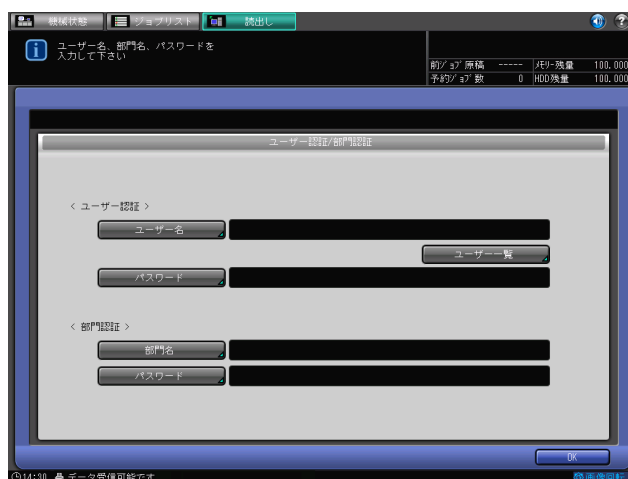 機械状態 ジョブリスト 読出し
ユーザー名、部門名、パスワードを
入力して下さい
前ジョブ原稿 ----- メモリー残量 100.000
予約ジョブ数 0 HDD残量 100.000
ユーザー認証/部門認証
< ユーザー認証 >
ユーザー名
ユーザー一覧
パスワード
< 部門認証 >
部門名
パスワード
OK
14:30 データ受信可能です 画像回転